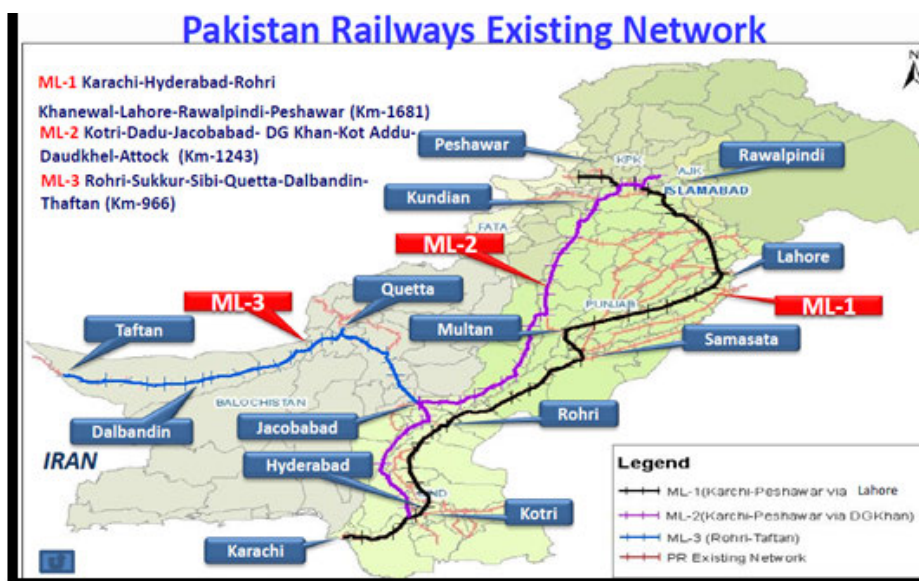 Pakistan Railways Existing Network
N
ML-1 Karachi-Hyderabad-Rohri
Khanewal-Lahore-Rawalpindi-Peshawar (Km-1681)
ML-2 Kotri-Dadu-Jacobabad- DG Khan-Kot Addu-
Daudkhel-Attock (Km-1243)
ML-3 Rohri-Sukkur-Sibi-Quetta-Dalbandin-
Thaftan (Km-966)
Peshawar
KPK
AJK
Rawalpindi
ISLAMABAD
Kundian
FATA
ML-2
Lahore
Quetta
ML-3
PUNJAB
ML-1
Taftan
Multan
Samasata
BALOCHISTAN
Dalbandin
Jacobabad
Rohri
IRAN
Hyderabad
ND
Kotri
Karachi
Legend
ML-1(Karchi-Peshawar via Lahore
ML-2(Karchi-Peshawar via DGKhan)
ML-3 (Rohri-Taftan)
PR Existing Network